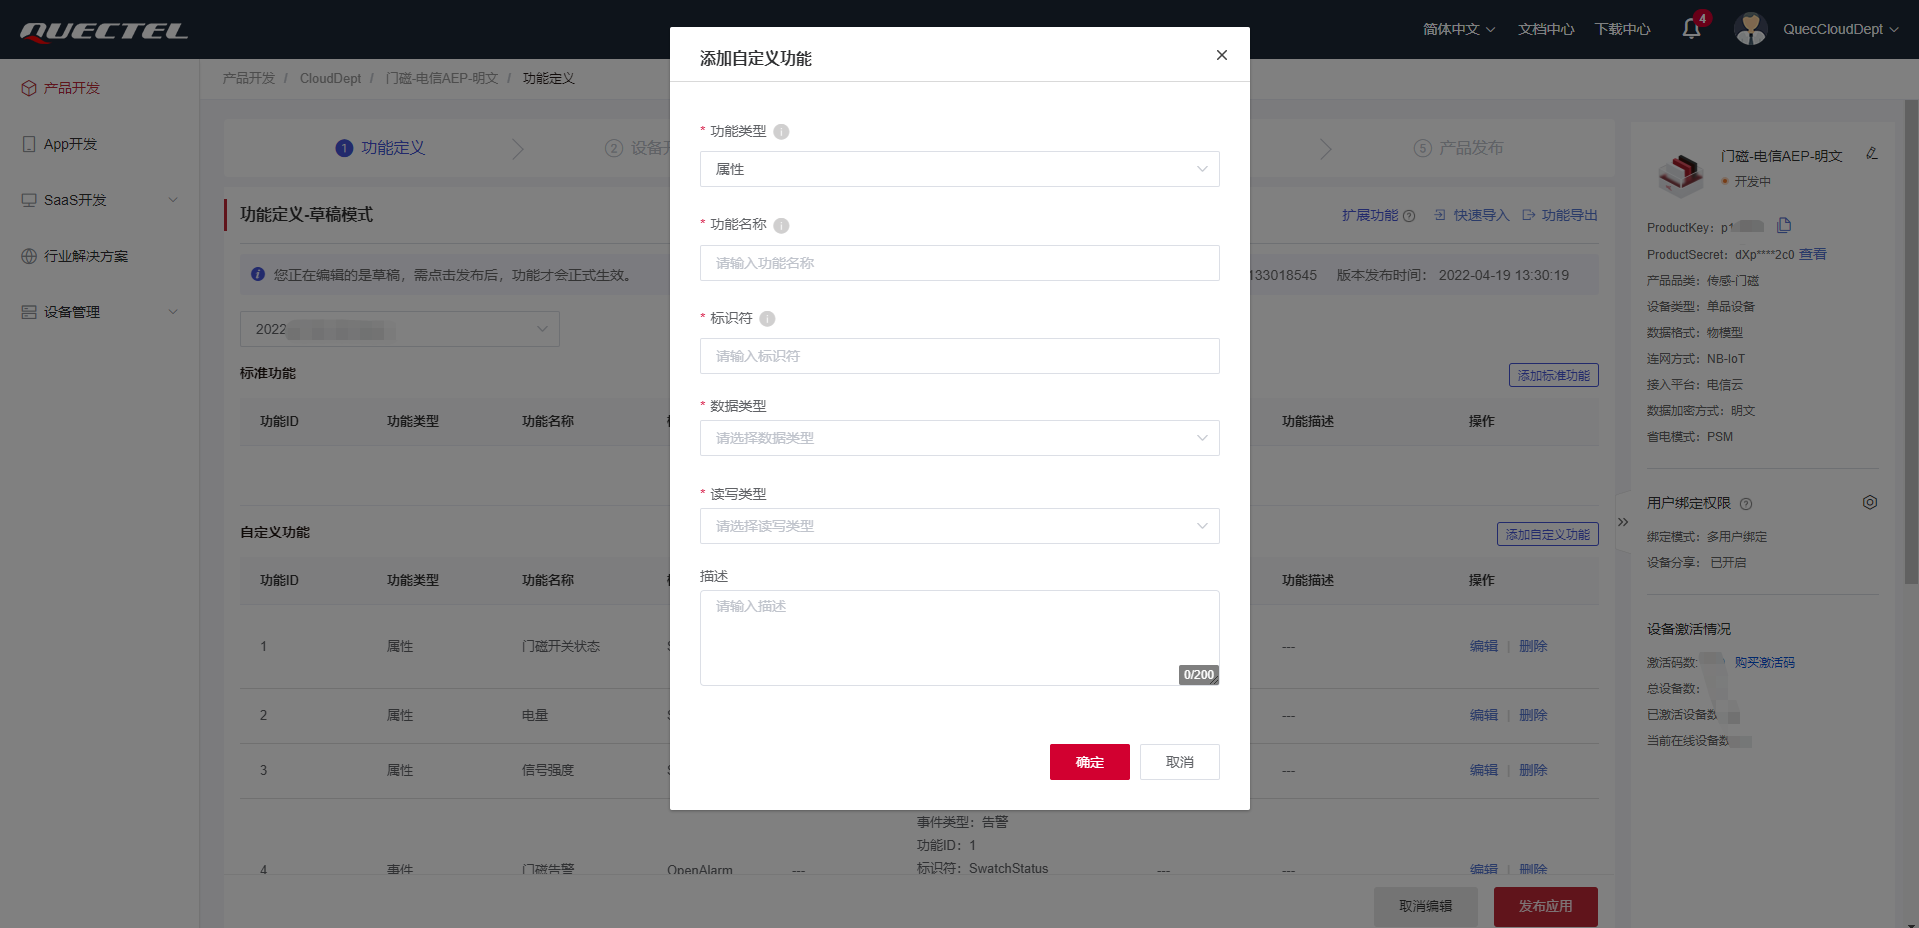 QUECTEL
简体中文
文档中心
下载中心
4
QuecCloudDept
产品开发
App开发
SaaS开发
行业解决方案
设备管理
产品开发 / CloudDept / 门磁-电信AEP-明文 / 功能定义
1 功能定义
2 设备
5 产品发布
功能定义-草稿模式
扩展功能 快速导入 功能导出
您正在编辑的是草稿，需点击发布后，功能才会正式生效。
133018545 版本发布时间： 2022-04-19 13:30:19
2022
标准功能
添加标准功能
功能ID 功能类型 功能名称 功能描述 操作
自定义功能
添加自定义功能
功能ID 功能类型 功能名称 功能描述 操作
1 属性 门磁开关状态 --- 编辑 | 删除
2 属性 电量 --- 编辑 | 删除
3 属性 信号强度 --- 编辑 | 删除
事件类型：告警
功能ID：1
标识符：SwatchStatus
4 事件 门磁告警 OpenAlarm --- --- --- 编辑 | 删除
取消编辑 发布应用
添加自定义功能
* 功能类型
属性
* 功能名称
请输入功能名称
* 标识符
请输入标识符
* 数据类型
请选择数据类型
* 读写类型
请选择读写类型
描述
请输入描述
0/200
确定 取消
门磁-电信AEP-明文
开发中
ProductKey：p1
ProductSecret：dXp****2c0 查看
产品品类：传感-门磁
设备类型：单品设备
数据格式：物模型
连网方式：NB-IoT
接入平台：电信云
数据加密方式：明文
省电模式：PSM
用户绑定权限
绑定模式：多用户绑定
设备分享： 已开启
设备激活情况
激活码数: 购买激活码
总设备数:
已激活设备数
当前在线设备数